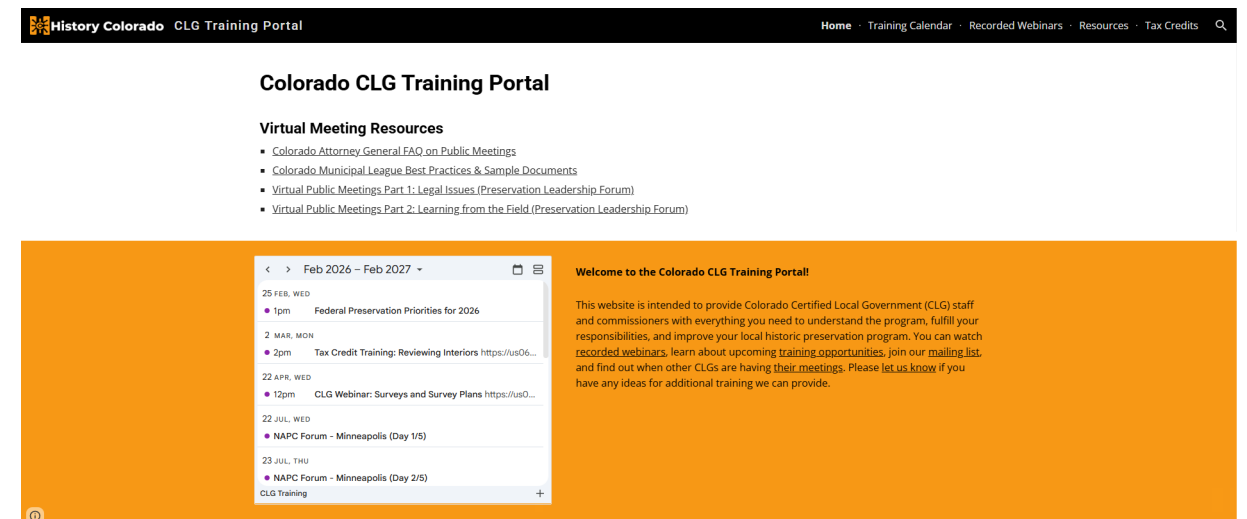 History Colorado CLG Training Portal
Home · Training Calendar · Recorded Webinars · Resources · Tax Credits
Colorado CLG Training Portal
Virtual Meeting Resources
▪ Colorado Attorney General FAQ on Public Meetings
▪ Colorado Municipal League Best Practices & Sample Documents
▪ Virtual Public Meetings Part 1: Legal Issues (Preservation Leadership Forum)
▪ Virtual Public Meetings Part 2: Learning from the Field (Preservation Leadership Forum)
Feb 2026 – Feb 2027
25 FEB, WED
1pm Federal Preservation Priorities for 2026
2 MAR, MON
2pm Tax Credit Training: Reviewing Interiors https://us06...
22 APR, WED
12pm CLG Webinar: Surveys and Survey Plans https://us0...
22 JUL, WED
NAPC Forum - Minneapolis (Day 1/5)
23 JUL, THU
NAPC Forum - Minneapolis (Day 2/5)
CLG Training
Welcome to the Colorado CLG Training Portal!
This website is intended to provide Colorado Certified Local Government (CLG) staff
and commissioners with everything you need to understand the program, fulfill your
responsibilities, and improve your local historic preservation program. You can watch
recorded webinars, learn about upcoming training opportunities, join our mailing list,
and find out when other CLGs are having their meetings. Please let us know if you
have any ideas for additional training we can provide.